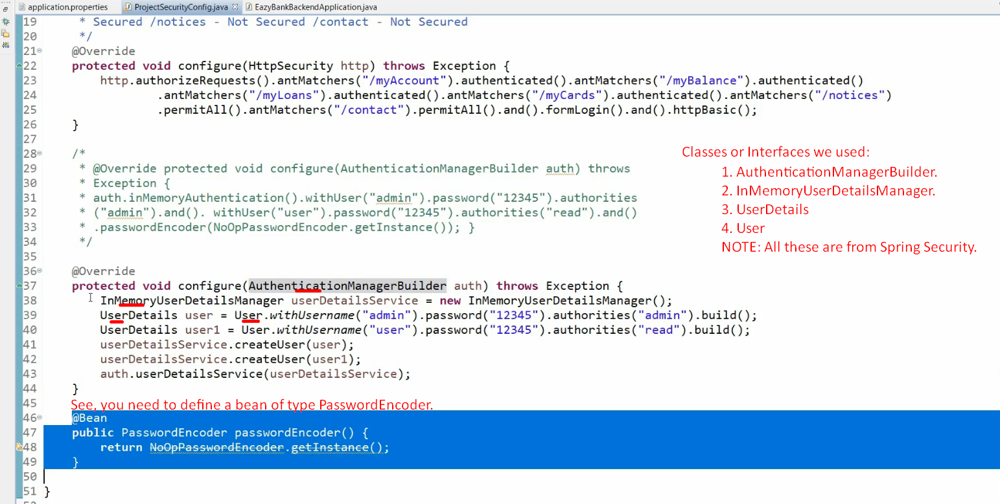 application.properties ProjectSecurityConfig.java EazyBankBackendApplication.java
19 * Secured /notices - Not Secured /contact - Not Secured
20 */
21 @Override
22 protected void configure(HttpSecurity http) throws Exception {
23 http.authorizeRequests().antMatchers("/myAccount").authenticated().antMatchers("/myBalance").authenticated()
24 .antMatchers("/myLoans").authenticated().antMatchers("/myCards").authenticated().antMatchers("/notices")
25 .permitAll().antMatchers("/contact").permitAll().and().formLogin().and().httpBasic();
26 }
27
28 /*
29 * @Override protected void configure(AuthenticationManagerBuilder auth) throws
30 * Exception {
31 * auth.inMemoryAuthentication().withUser("admin").password("12345").authorities
32 * ("admin").and(). withUser("user").password("12345").authorities("read").and()
33 * .passwordEncoder(NoOpPasswordEncoder.getInstance()); }
34 */
35
36 @Override
37 protected void configure(AuthenticationManagerBuilder auth) throws Exception {
38 InMemoryUserDetailsManager userDetailsService = new InMemoryUserDetailsManager();
39 UserDetails user = User.withUsername("admin").password("12345").authorities("admin").build();
40 UserDetails user1 = User.withUsername("user").password("12345").authorities("read").build();
41 userDetailsService.createUser(user);
42 userDetailsService.createUser(user1);
43 auth.userDetailsService(userDetailsService);
44 }
45
See, you need to define a bean of type PasswordEncoder.
46 @Bean
47 public PasswordEncoder passwordEncoder() {
48 return NoOpPasswordEncoder.getInstance();
49 }
50
51 }
Classes or Interfaces we used:
1. AuthenticationManagerBuilder.
2. InMemoryUserDetailsManager.
3. UserDetails
4. User
NOTE: All these are from Spring Security.